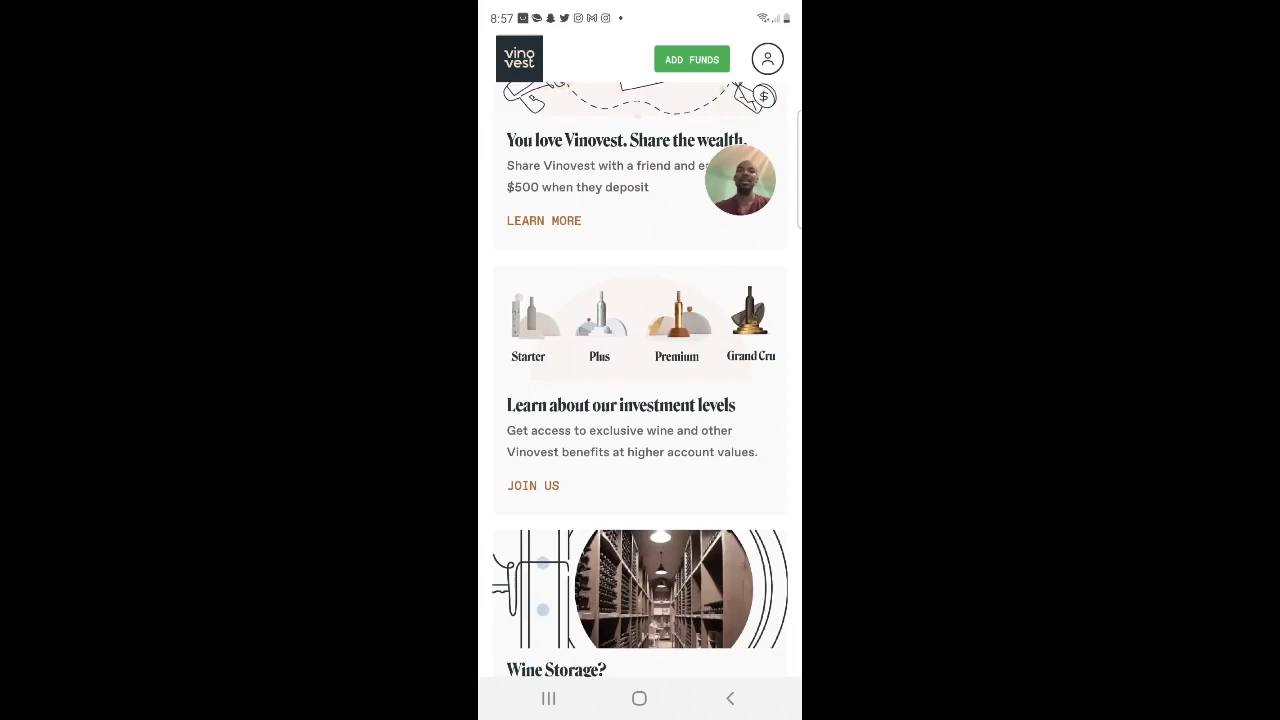 8:57
vino
vest
ADD FUNDS
$
You love Vinovest. Share the wealth.
Share Vinovest with a friend and
$500 when they deposit
LEARN MORE
Starter Plus Premium Grand Cru
Learn about our investment levels
Get access to exclusive wine and other
Vinovest benefits at higher account values.
JOIN US
Wine Storage?